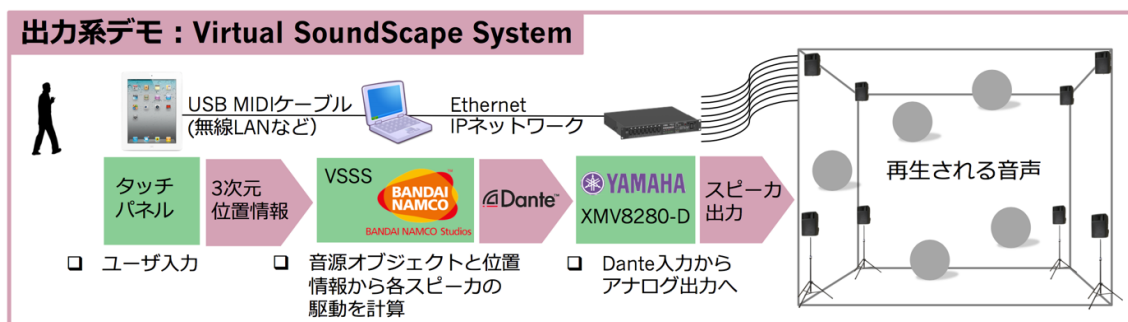 出力系デモ：Virtual SoundScape System
USB MIDIケーブル
(無線LANなど)
Ethernet
IPネットワーク
タッチ
パネル
3次元
位置情報
VSSS
BANDAI
NAMCO
BANDAI NAMCO Studios
Dante™
YAMAHA
XMV8280-D
スピーカ
出力
再生される音声
❑ ユーザ入力
❑ 音源オブジェクトと位置
情報から各スピーカの
駆動を計算
❑ Dante入力から
アナログ出力へ